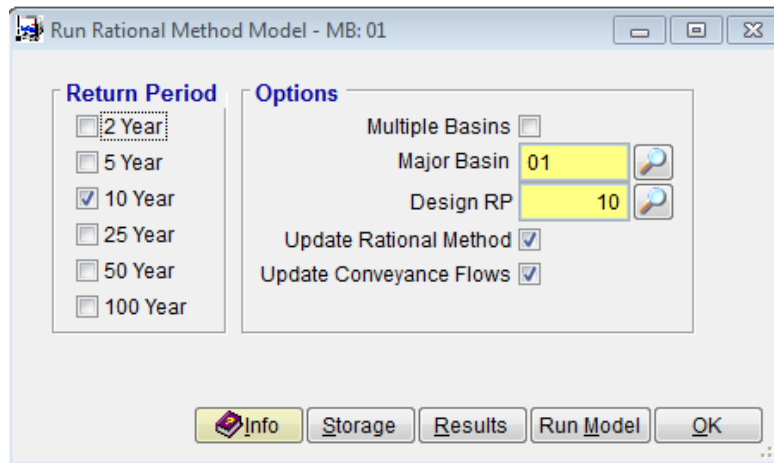 Run Rational Method Model - MB: 01
Return Period
2 Year
5 Year
10 Year
25 Year
50 Year
100 Year
Options
Multiple Basins
Major Basin 01
Design RP 10
Update Rational Method
Update Conveyance Flows
Info Storage Results Run Model OK